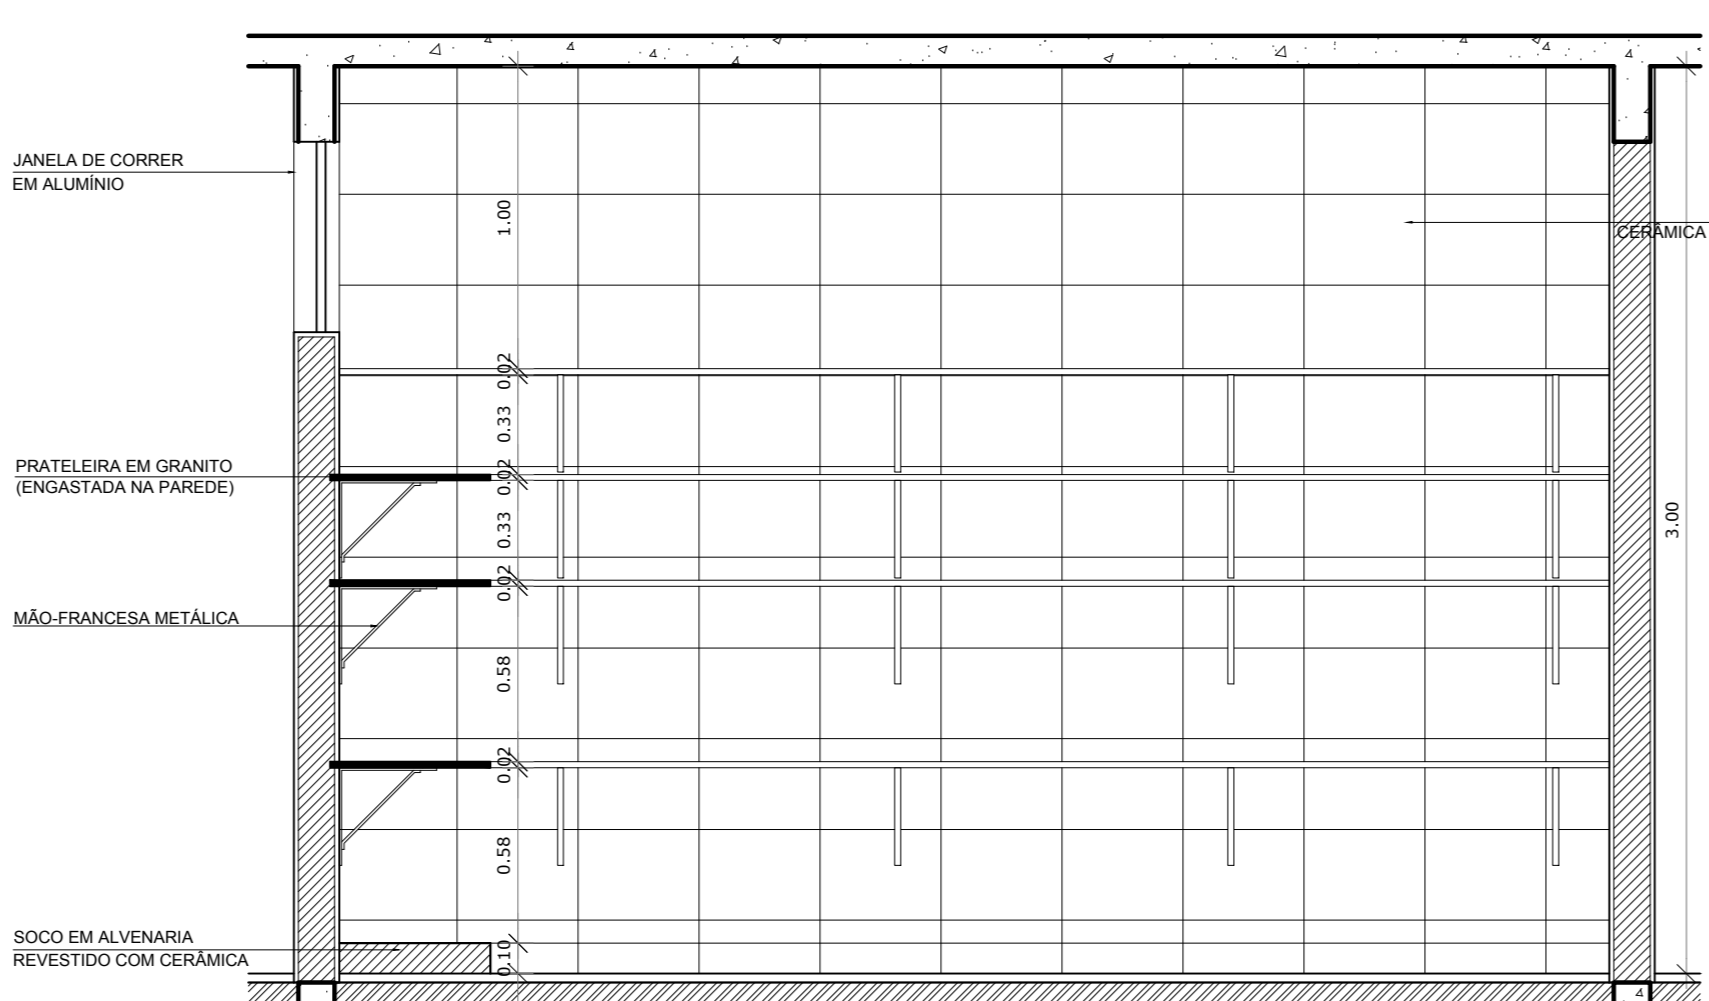 JANELA DE CORRER
EM ALUMÍNIO
1.00
CERÂMICA
0.02
0.33
PRATELEIRA EM GRANITO
(ENGASTADA NA PAREDE)
0.02
0.33
3.00
0.02
MÃO-FRANCESA METÁLICA
0.58
0.02
0.58
SOCO EM ALVENARIA
REVESTIDO COM CERÂMICA
0.10